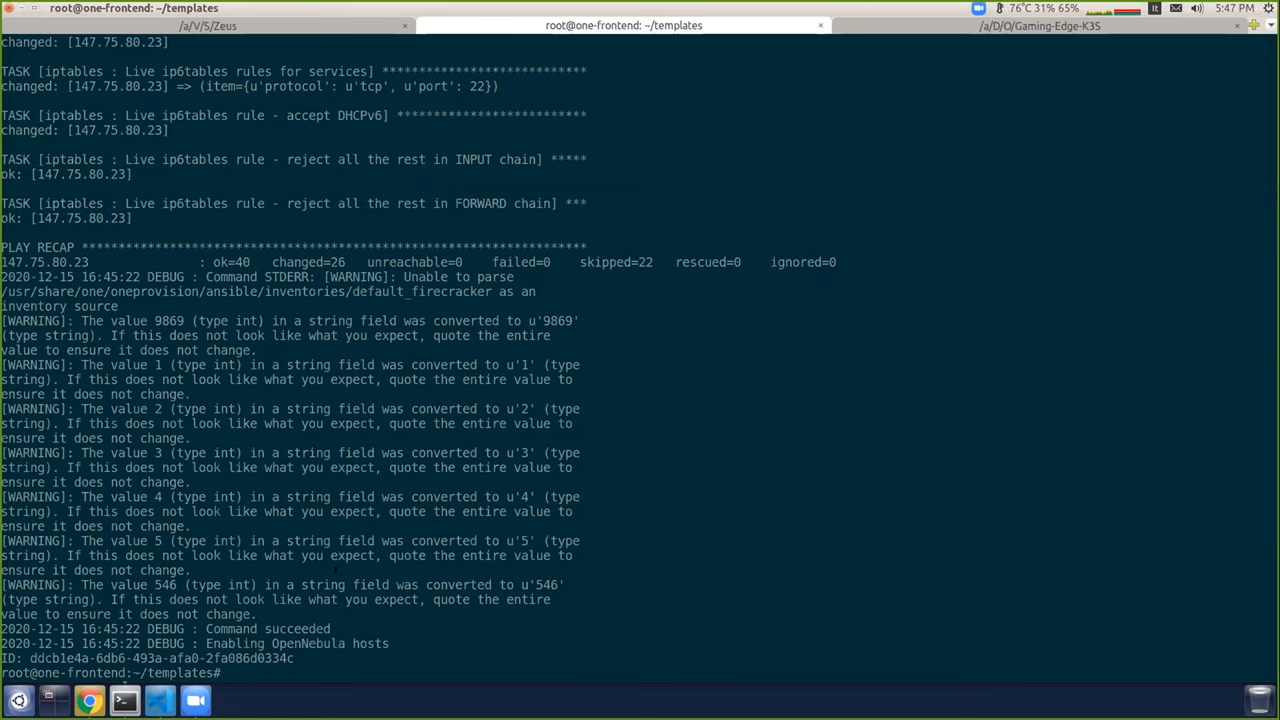 root@one-frontend: ~/templates
76°C 31% 65%
It
5:47 PM
/a/V/S/Zeus
×
root@one-frontend: ~/templates
×
/a/D/O/Gaming-Edge-K3S
×
changed: [147.75.80.23]
TASK [iptables : Live ip6tables rules for services] ****************************
changed: [147.75.80.23] => (item={u'protocol': u'tcp', u'port': 22})
TASK [iptables : Live ip6tables rule - accept DHCPv6] **************************
changed: [147.75.80.23]
TASK [iptables : Live ip6tables rule - reject all the rest in INPUT chain] *****
ok: [147.75.80.23]
TASK [iptables : Live ip6tables rule - reject all the rest in FORWARD chain] ***
ok: [147.75.80.23]
PLAY RECAP *********************************************************************
147.75.80.23 : ok=40 changed=26 unreachable=0 failed=0 skipped=22 rescued=0 ignored=0
2020-12-15 16:45:22 DEBUG : Command STDERR: [WARNING]: Unable to parse
/usr/share/one/oneprovision/ansible/inventories/default_firecracker as an
inventory source
[WARNING]: The value 9869 (type int) in a string field was converted to u'9869'
(type string). If this does not look like what you expect, quote the entire
value to ensure it does not change.
[WARNING]: The value 1 (type int) in a string field was converted to u'1' (type
string). If this does not look like what you expect, quote the entire value to
ensure it does not change.
[WARNING]: The value 2 (type int) in a string field was converted to u'2' (type
string). If this does not look like what you expect, quote the entire value to
ensure it does not change.
[WARNING]: The value 3 (type int) in a string field was converted to u'3' (type
string). If this does not look like what you expect, quote the entire value to
ensure it does not change.
[WARNING]: The value 4 (type int) in a string field was converted to u'4' (type
string). If this does not look like what you expect, quote the entire value to
ensure it does not change.
[WARNING]: The value 5 (type int) in a string field was converted to u'5' (type
string). If this does not look like what you expect, quote the entire value to
ensure it does not change.
[WARNING]: The value 546 (type int) in a string field was converted to u'546'
(type string). If this does not look like what you expect, quote the entire
value to ensure it does not change.
2020-12-15 16:45:22 DEBUG : Command succeeded
2020-12-15 16:45:22 DEBUG : Enabling OpenNebula hosts
ID: ddcb1e4a-6db6-493a-afa0-2fa086d0334c
root@one-frontend:~/templates#